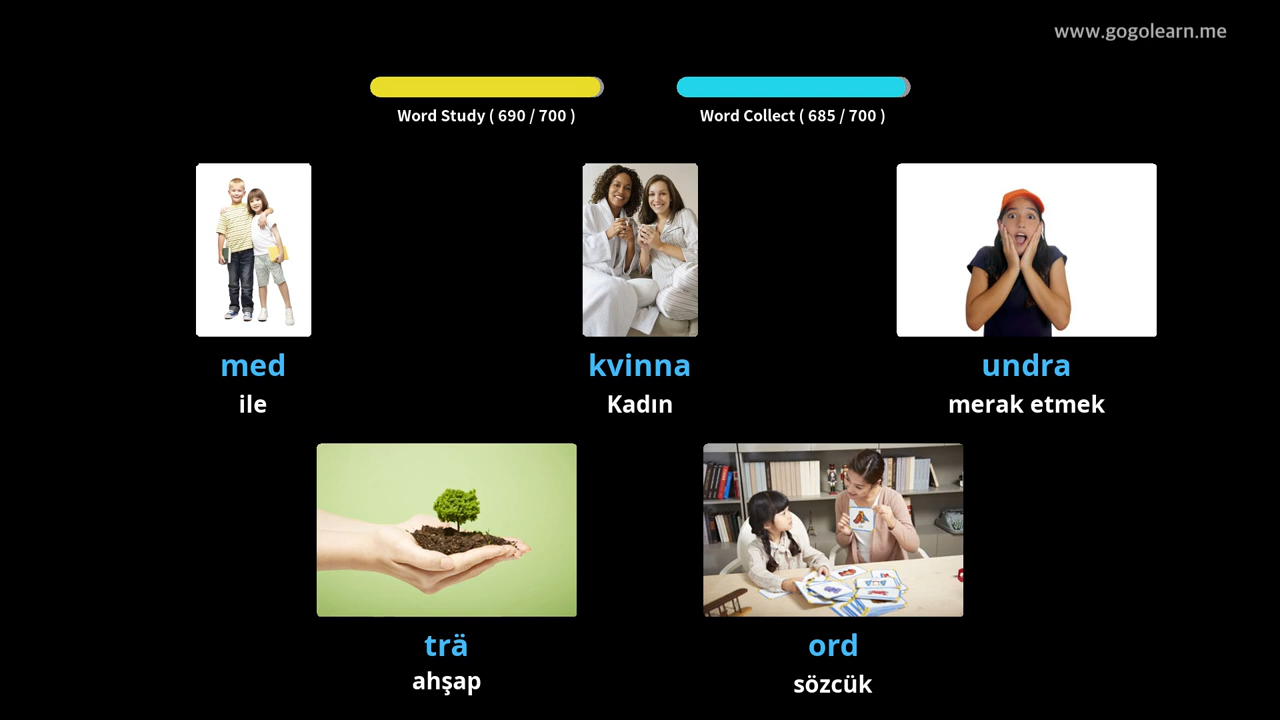 www.gogolearn.me
Word Study ( 690 / 700 )
Word Collect ( 685 / 700 )
med
ile
kvinna
Kadın
undra
merak etmek
trä
ahşap
ord
sözcük